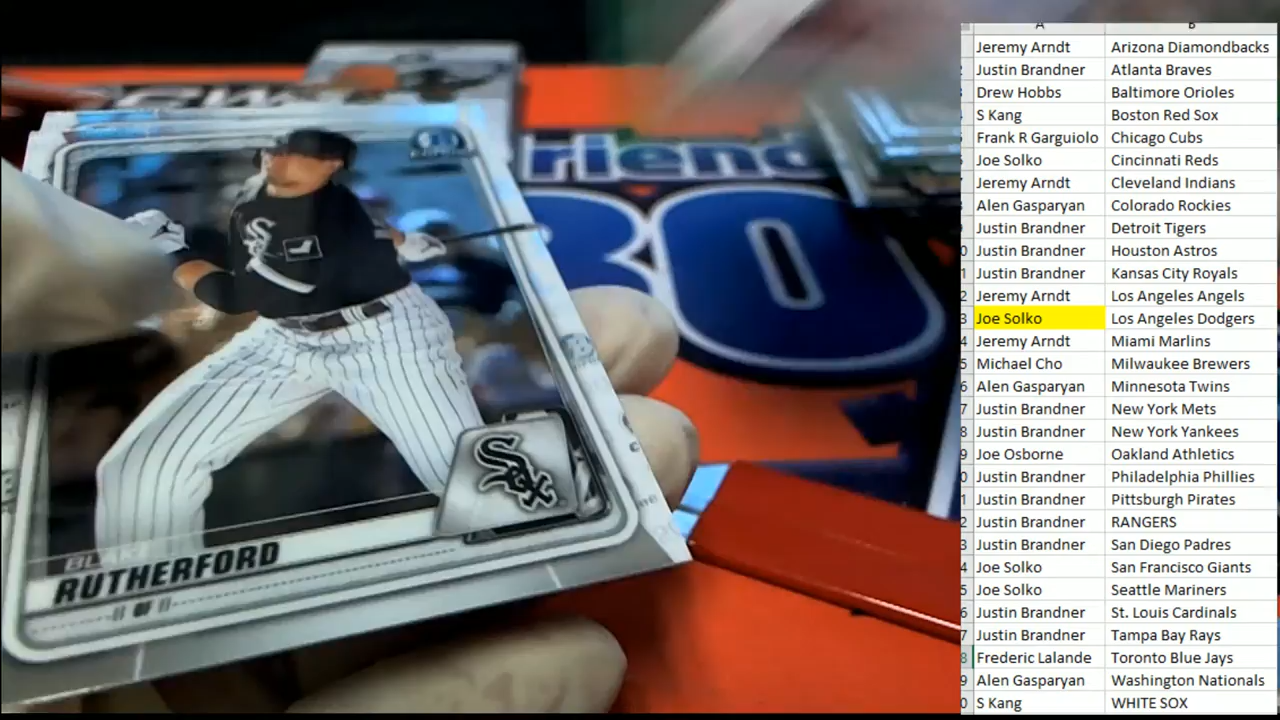 A B
Jeremy Arndt Arizona Diamondbacks
Justin Brandner Atlanta Braves
Drew Hobbs Baltimore Orioles
S Kang Boston Red Sox
Frank R Garguiolo Chicago Cubs
Joe Solko Cincinnati Reds
Jeremy Arndt Cleveland Indians
Alen Gasparyan Colorado Rockies
Justin Brandner Detroit Tigers
Justin Brandner Houston Astros
Justin Brandner Kansas City Royals
Jeremy Arndt Los Angeles Angels
Joe Solko Los Angeles Dodgers
Jeremy Arndt Miami Marlins
Michael Cho Milwaukee Brewers
Alen Gasparyan Minnesota Twins
Justin Brandner New York Mets
Justin Brandner New York Yankees
Joe Osborne Oakland Athletics
Justin Brandner Philadelphia Phillies
Justin Brandner Pittsburgh Pirates
Justin Brandner RANGERS
Justin Brandner San Diego Padres
Joe Solko San Francisco Giants
Joe Solko Seattle Mariners
Justin Brandner St. Louis Cardinals
Justin Brandner Tampa Bay Rays
Frederic Lalande Toronto Blue Jays
Alen Gasparyan Washington Nationals
S Kang WHITE SOX
Sox
Sox
RUTHERFORD
OF